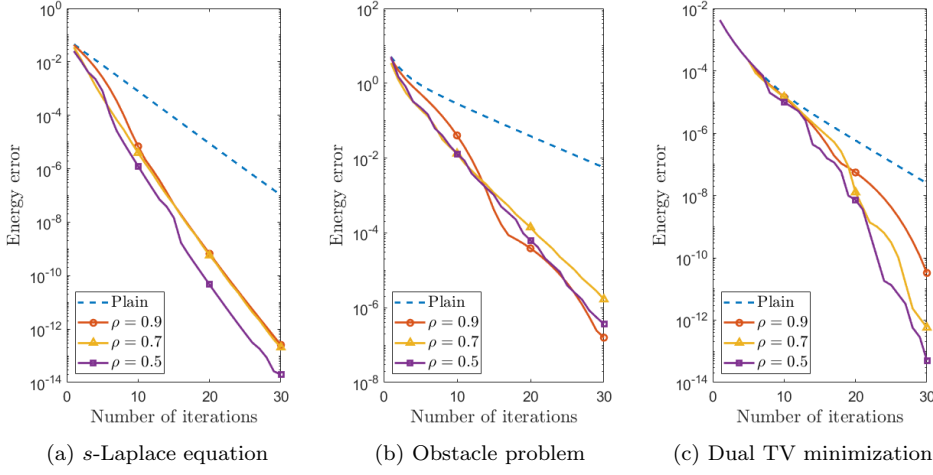 10^0
10^-2
10^-4
10^-6
10^-8
10^-10
10^-12
10^-14
Energy error
Plain
ρ = 0.9
ρ = 0.7
ρ = 0.5
0 10 20 30
Number of iterations
(a) s-Laplace equation
10^2
10^0
10^-2
10^-4
10^-6
10^-8
Energy error
Plain
ρ = 0.9
ρ = 0.7
ρ = 0.5
0 10 20 30
Number of iterations
(b) Obstacle problem
10^-2
10^-4
10^-6
10^-8
10^-10
10^-12
10^-14
Energy error
Plain
ρ = 0.9
ρ = 0.7
ρ = 0.5
0 10 20 30
Number of iterations
(c) Dual TV minimization